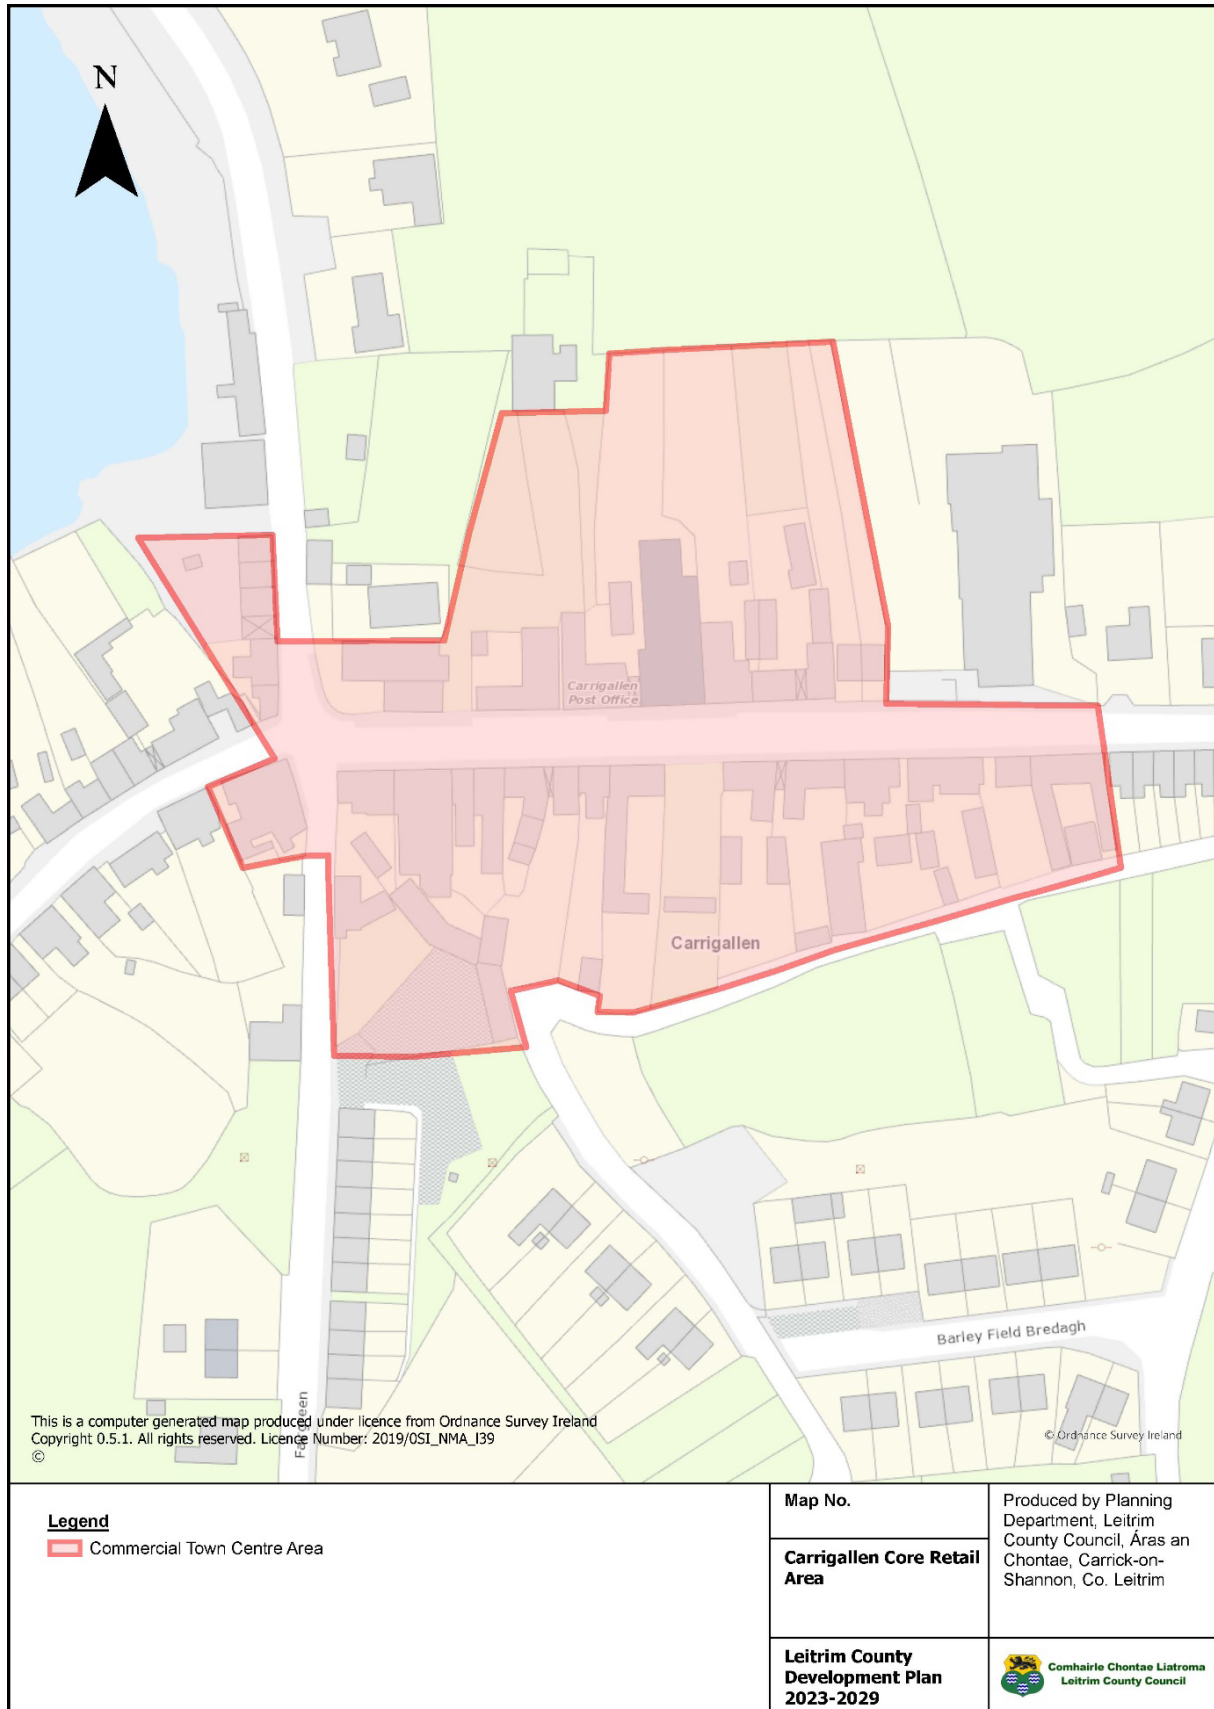 N
Carrigallen
Post Office
Carrigallen
Barley Field Bredagh
Fairgreen
This is a computer generated map produced under licence from Ordnance Survey Ireland
Copyright 0.5.1. All rights reserved. Licence Number: 2019/0SI_NMA_I39
©
© Ordnance Survey Ireland
Legend
Commercial Town Centre Area
Map No.
Carrigallen Core Retail
Area
Leitrim County
Development Plan
2023-2029
Produced by Planning
Department, Leitrim
County Council, Áras an
Chontae, Carrick-on-
Shannon, Co. Leitrim
Comhairle Chontae Liatroma
Leitrim County Council